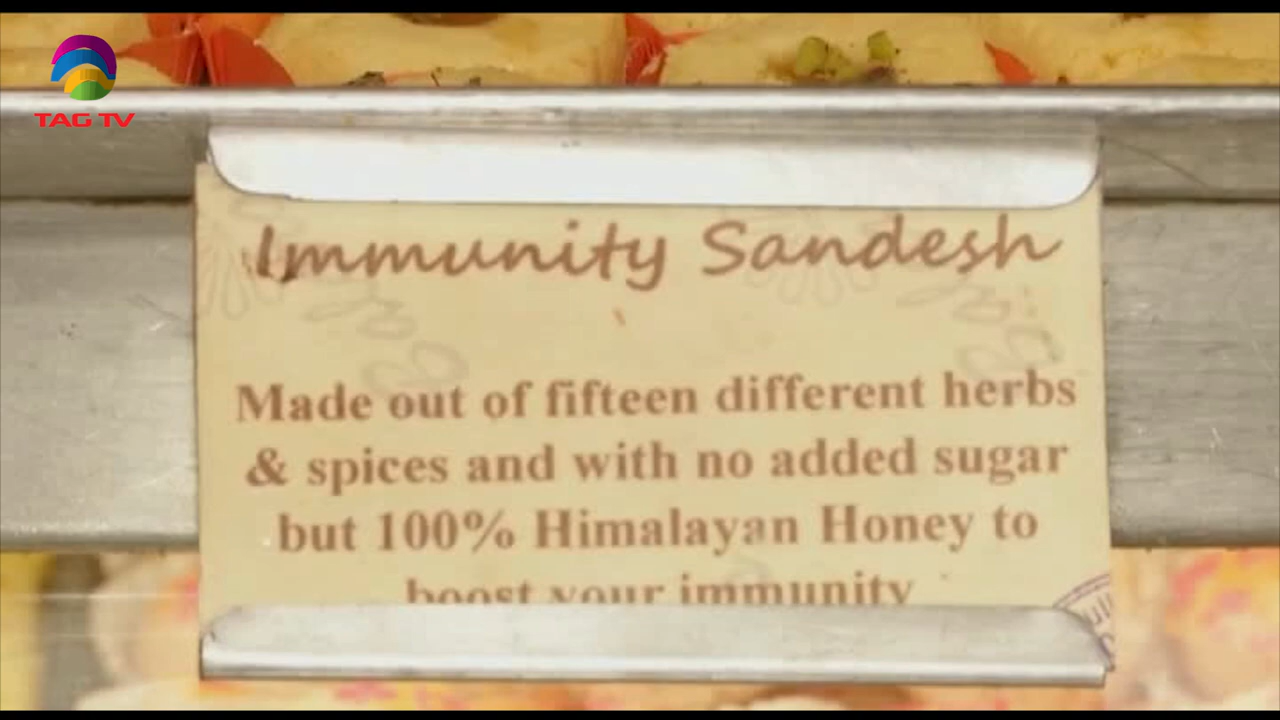 TAG TV
Immunity Sandesh
Made out of fifteen different herbs
& spices and with no added sugar
but 100% Himalayan Honey to
boost your immunity